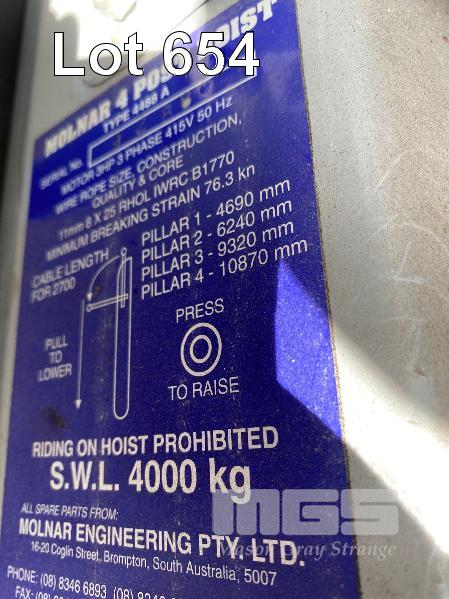 Lot 654
MOLNAR 4 POST HOIST
TYPE 4488 A
SERIAL No.
MOTOR 3HP 3 PHASE 415V 50 Hz
WIRE ROPE SIZE, CONSTRUCTION,
QUALITY & CORE
11mm 8 X 25 RHOL IWRC B1770
MINIMUM BREAKING STRAIN 76.3 kn
CABLE LENGTH
FOR 2700
PILLAR 1 - 4690 mm
PILLAR 2 - 6240 mm
PILLAR 3 - 9320 mm
PILLAR 4 - 10870 mm
PULL
TO
LOWER
PRESS
TO RAISE
RIDING ON HOIST PROHIBITED
S.W.L. 4000 kg
ALL SPARE PARTS FROM:
MOLNAR ENGINEERING PTY. LTD.
16-20 Coglin Street, Brompton, South Australia, 5007
PHONE: (08) 8346 6893 (08)
FAX: (08)
MGS
Mason Gray Strange